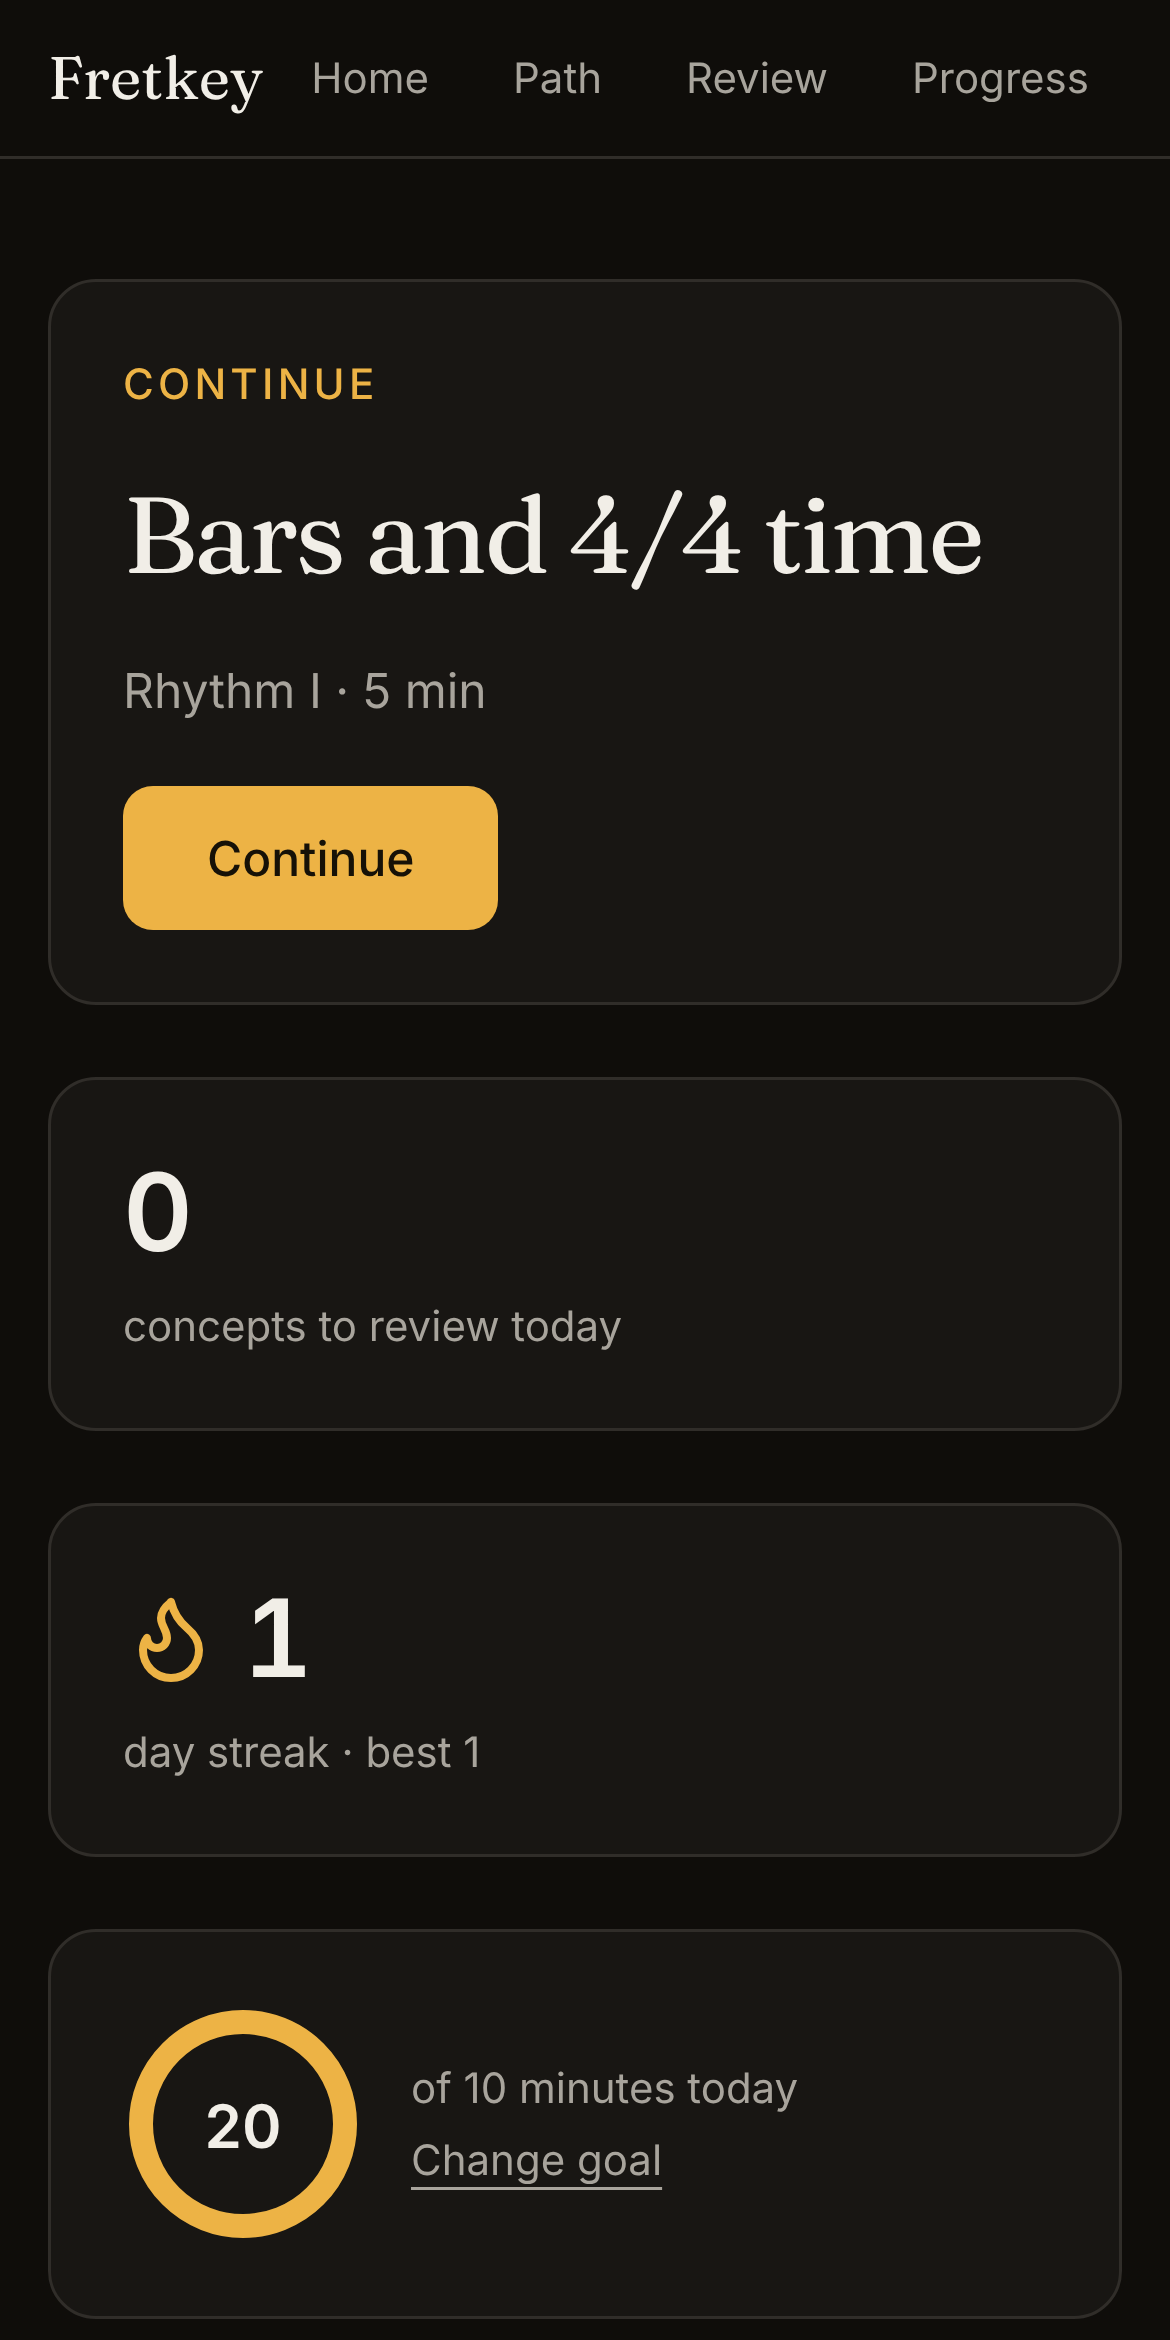 Fretkey Home Path Review Progress
CONTINUE
Bars and 4/4 time
Rhythm I · 5 min
Continue
0
concepts to review today
1
day streak · best 1
20
of 10 minutes today
Change goal